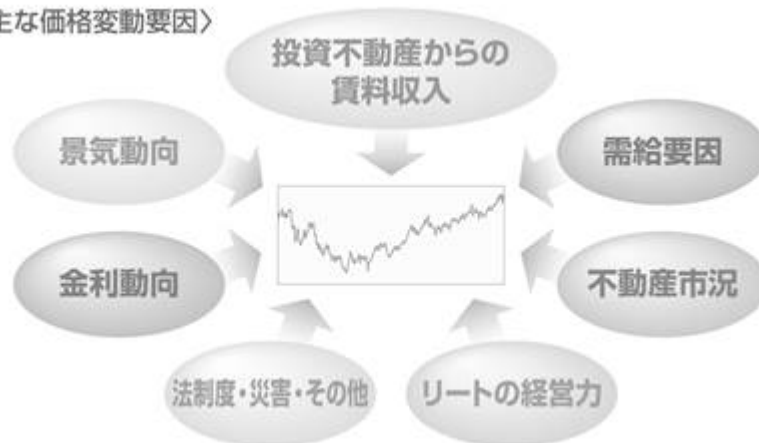 主な価格変動要因〉
投資不動産からの
賃料収入
景気動向
需給要因
金利動向
不動産市況
法制度・災害・その他
リートの経営力